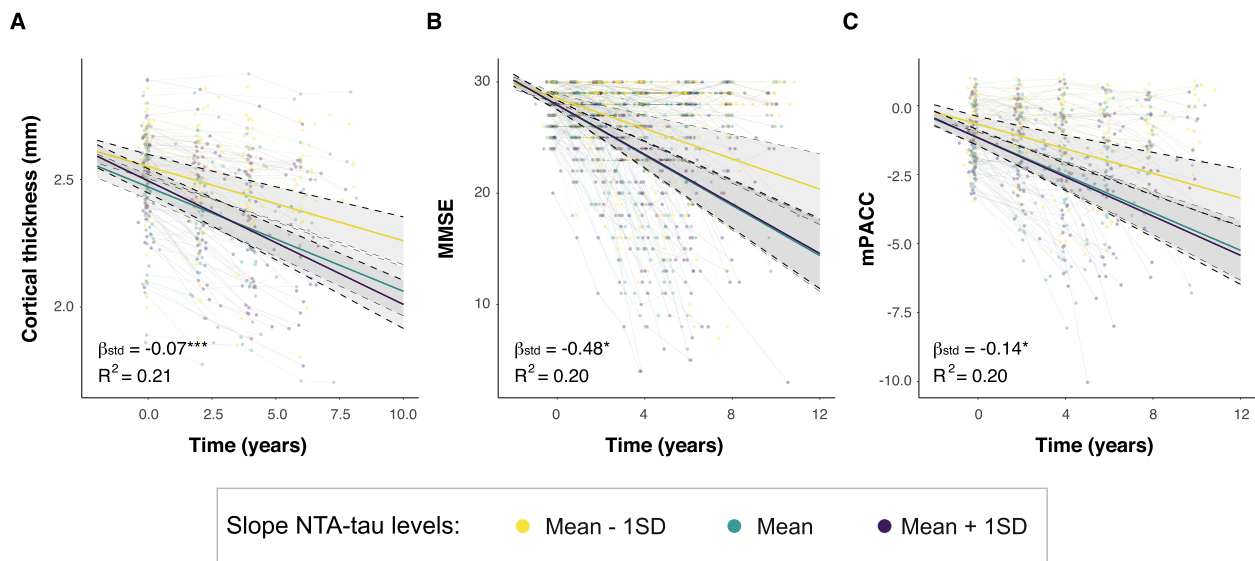 A
B
C
Cortical thickness (mm)
2.5
2.0
βstd = -0.07***
R² = 0.21
0.0 2.5 5.0 7.5 10.0
Time (years)
MMSE
30
20
10
βstd = -0.48*
R² = 0.20
0 4 8 12
Time (years)
mPACC
0.0
-2.5
-5.0
-7.5
-10.0
βstd = -0.14*
R² = 0.20
0 4 8 12
Time (years)
Slope NTA-tau levels: Mean - 1SD Mean Mean + 1SD